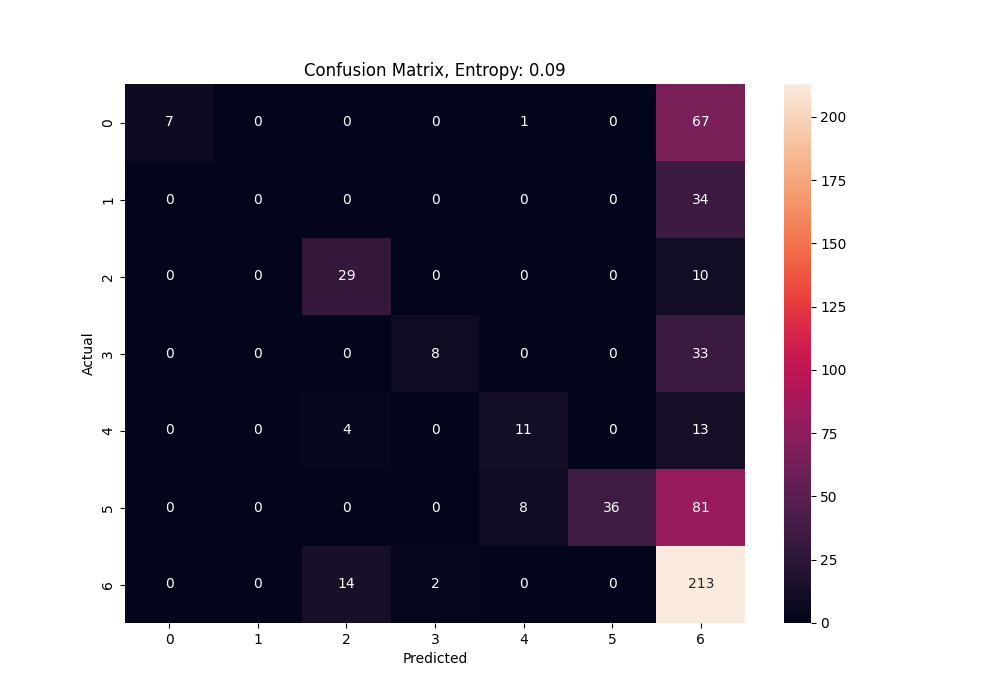 Confusion Matrix, Entropy: 0.09
Actual
0 7 0 0 0 1 0 67
1 0 0 0 0 0 0 34
2 0 0 29 0 0 0 10
3 0 0 0 8 0 0 33
4 0 0 4 0 11 0 13
5 0 0 0 0 8 36 81
6 0 0 14 2 0 0 213
0 1 2 3 4 5 6
Predicted
200
175
150
125
100
75
50
25
0